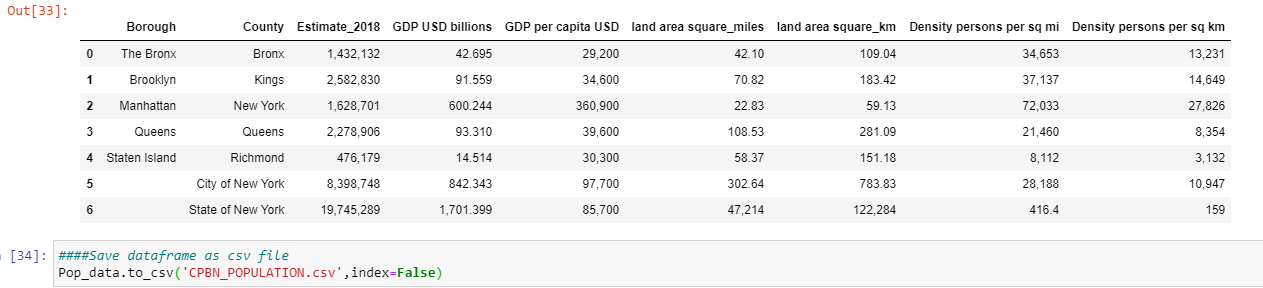 Out[33]:
Borough County Estimate_2018 GDP USD billions GDP per capita USD land area square_miles land area square_km Density persons per sq mi Density persons per sq km
0 The Bronx Bronx 1,432,132 42.695 29,200 42.10 109.04 34,653 13,231
1 Brooklyn Kings 2,582,830 91.559 34,600 70.82 183.42 37,137 14,649
2 Manhattan New York 1,628,701 600.244 360,900 22.83 59.13 72,033 27,826
3 Queens Queens 2,278,906 93.310 39,600 108.53 281.09 21,460 8,354
4 Staten Island Richmond 476,179 14.514 30,300 58.37 151.18 8,112 3,132
5 City of New York 8,398,748 842.343 97,700 302.64 783.83 28,188 10,947
6 State of New York 19,745,289 1,701.399 85,700 47,214 122,284 416.4 159
[34]: ####Save dataframe as csv file
Pop_data.to_csv('CPBN_POPULATION.csv',index=False)